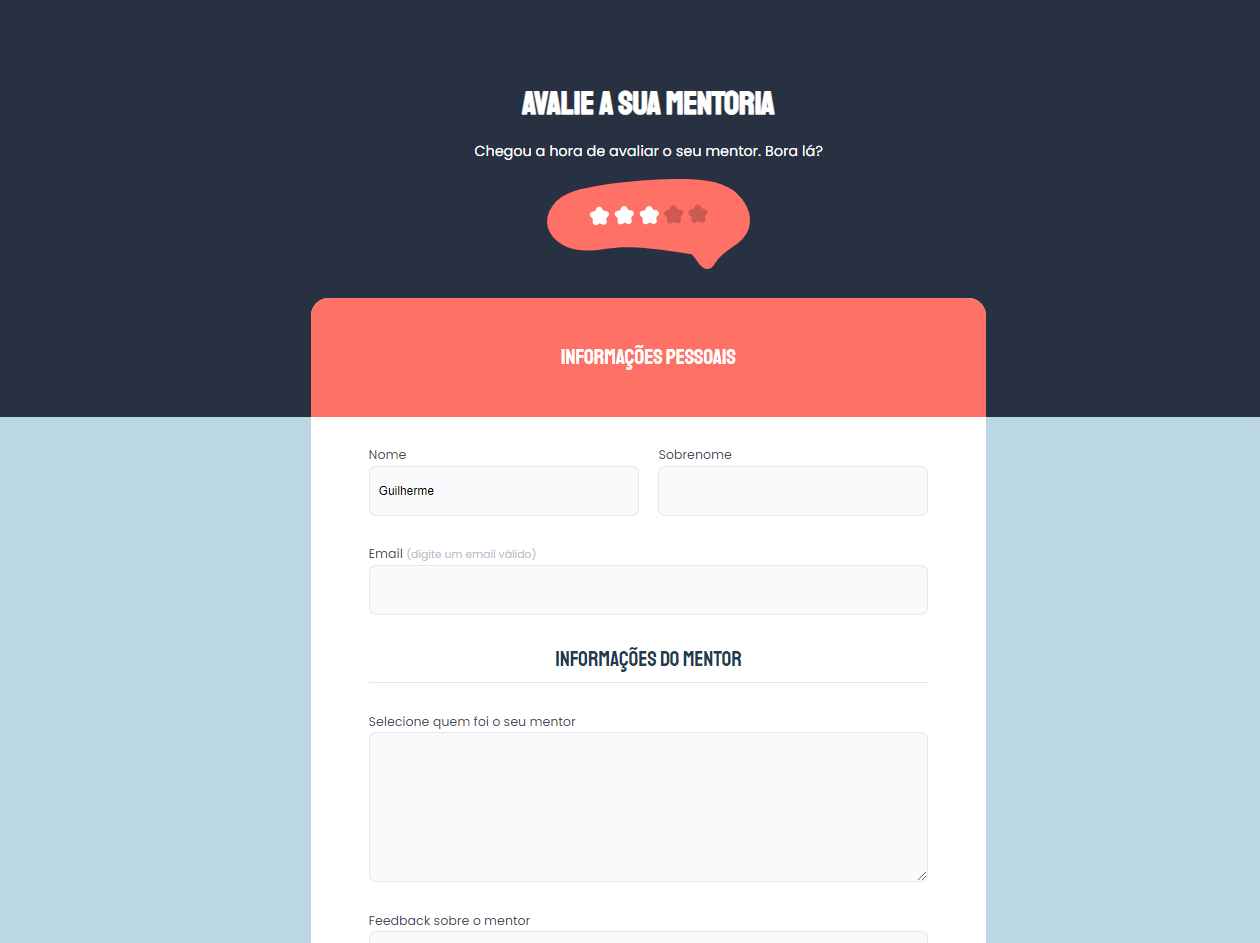 AVALIE A SUA MENTORIA
Chegou a hora de avaliar o seu mentor. Bora lá?
INFORMAÇÕES PESSOAIS
Nome
Sobrenome
Guilherme
Email (digite um email válido)
INFORMAÇÕES DO MENTOR
Selecione quem foi o seu mentor
Feedback sobre o mentor